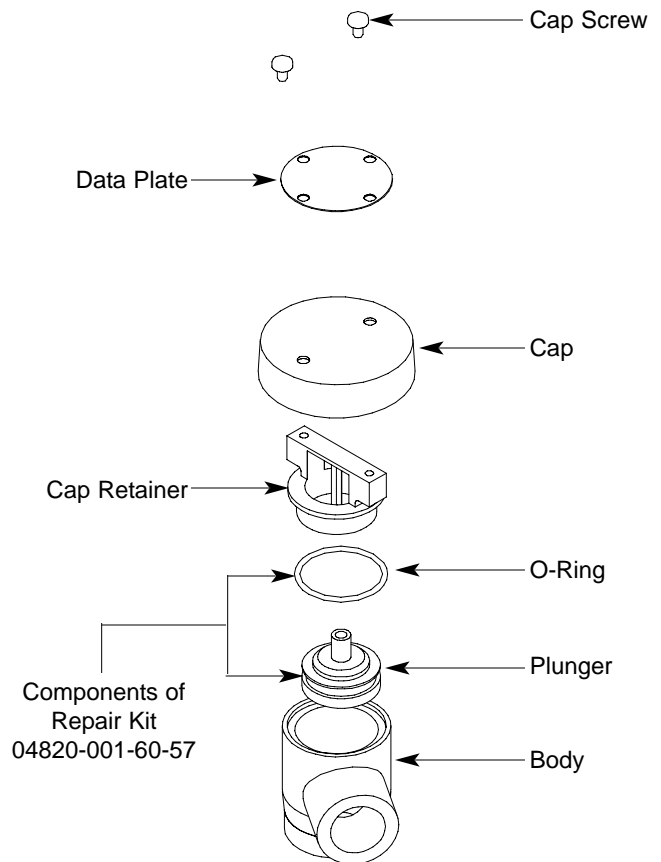 Cap Screw
Data Plate
Cap
Cap Retainer
O-Ring
Plunger
Components of
Repair Kit
04820-001-60-57
Body